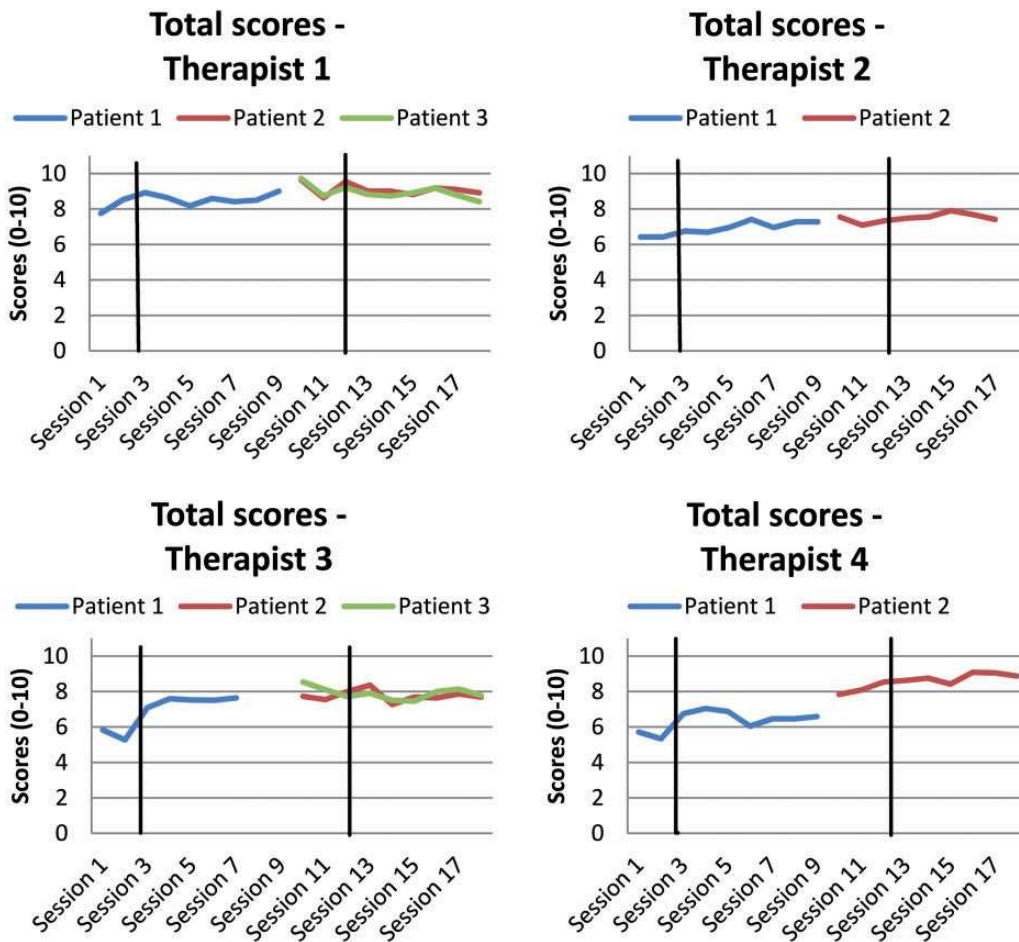 Total scores -
Therapist 1
Patient 1 Patient 2 Patient 3
Scores (0-10)
10
8
6
4
2
0
Session 1
Session 3
Session 5
Session 7
Session 9
Session 11
Session 13
Session 15
Session 17
Total scores -
Therapist 2
Patient 1 Patient 2
Scores (0-10)
10
8
6
4
2
0
Session 1
Session 3
Session 5
Session 7
Session 9
Session 11
Session 13
Session 15
Session 17
Total scores -
Therapist 3
Patient 1 Patient 2 Patient 3
Scores (0-10)
10
8
6
4
2
0
Session 1
Session 3
Session 5
Session 7
Session 9
Session 11
Session 13
Session 15
Session 17
Total scores -
Therapist 4
Patient 1 Patient 2
Scores (0-10)
10
8
6
4
2
0
Session 1
Session 3
Session 5
Session 7
Session 9
Session 11
Session 13
Session 15
Session 17